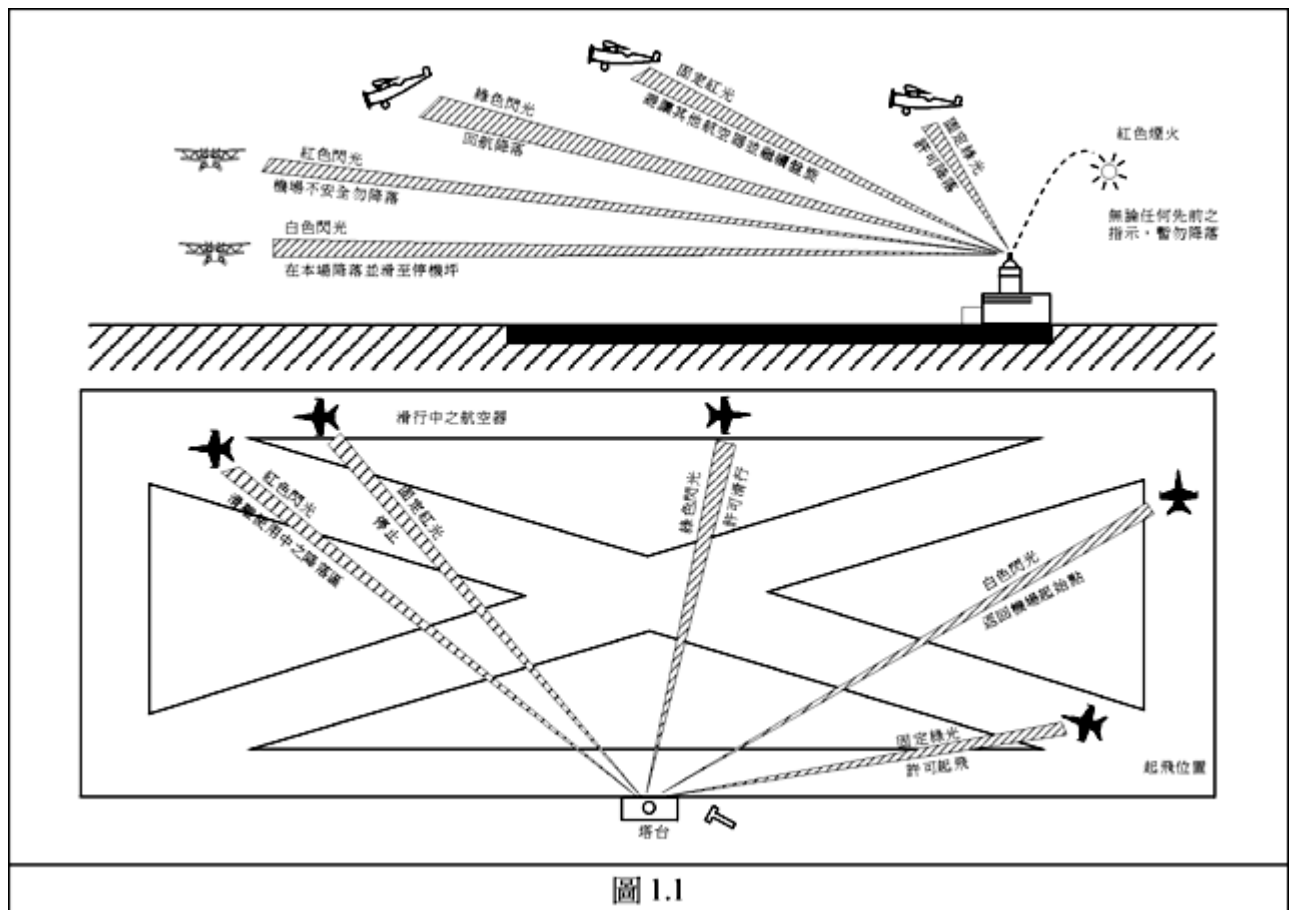 固定紅光
避讓其他航空器並繼續盤旋
綠色閃光
回航降落
固定綠光
許可降落
紅色煙火
無論任何先前之
指示，暫勿降落
紅色閃光
機場不安全勿降落
白色閃光
在本場降落並滑至停機坪
滑行中之航空器
紅色閃光
滑離使用中之降落區
固定紅光
停止
綠色閃光
許可滑行
白色閃光
返回機場起始點
固定綠光
許可起飛
起飛位置
塔台
圖 1.1